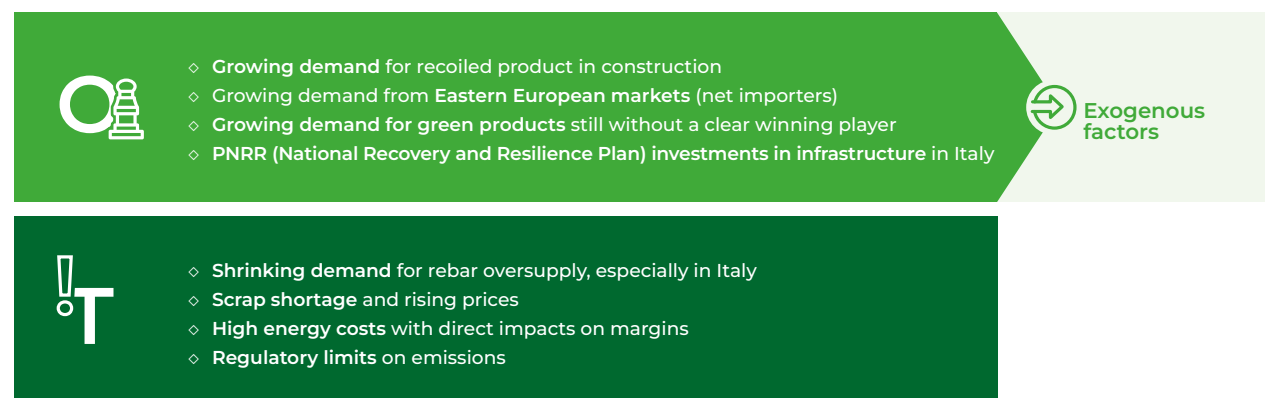 O
◇ Growing demand for recoiled product in construction
◇ Growing demand from Eastern European markets (net importers)
◇ Growing demand for green products still without a clear winning player
◇ PNRR (National Recovery and Resilience Plan) investments in infrastructure in Italy
Exogenous
factors
T
◇ Shrinking demand for rebar oversupply, especially in Italy
◇ Scrap shortage and rising prices
◇ High energy costs with direct impacts on margins
◇ Regulatory limits on emissions